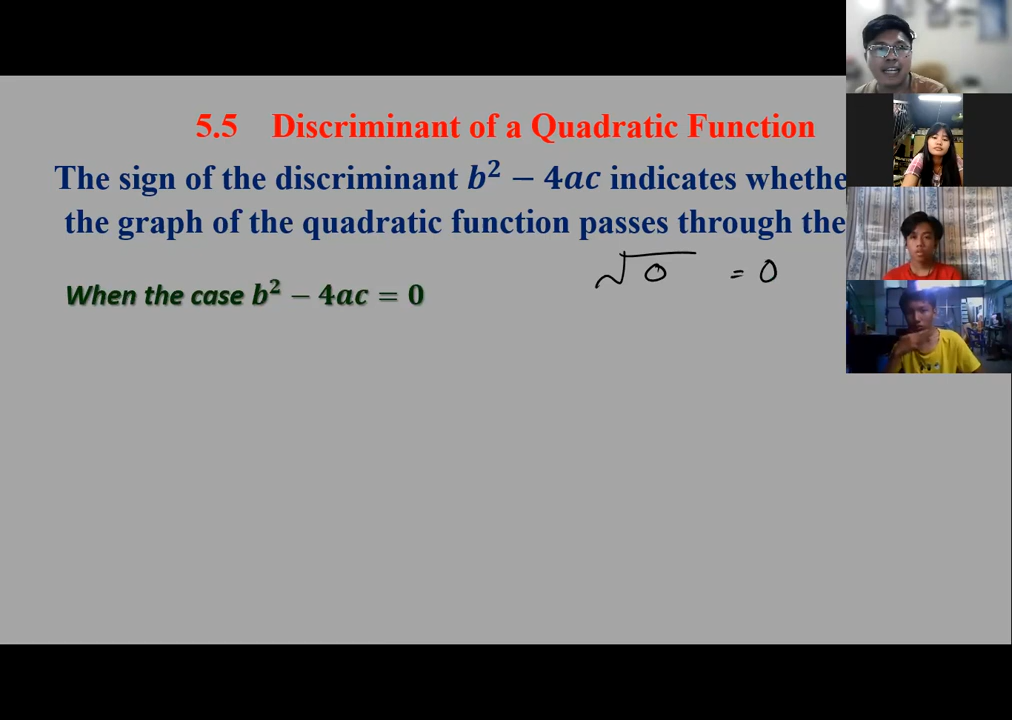 5.5 Discriminant of a Quadratic Function
The sign of the discriminant b² − 4ac indicates
the graph of the quadratic function passes through the
√0 = 0
When the case b² − 4ac = 0